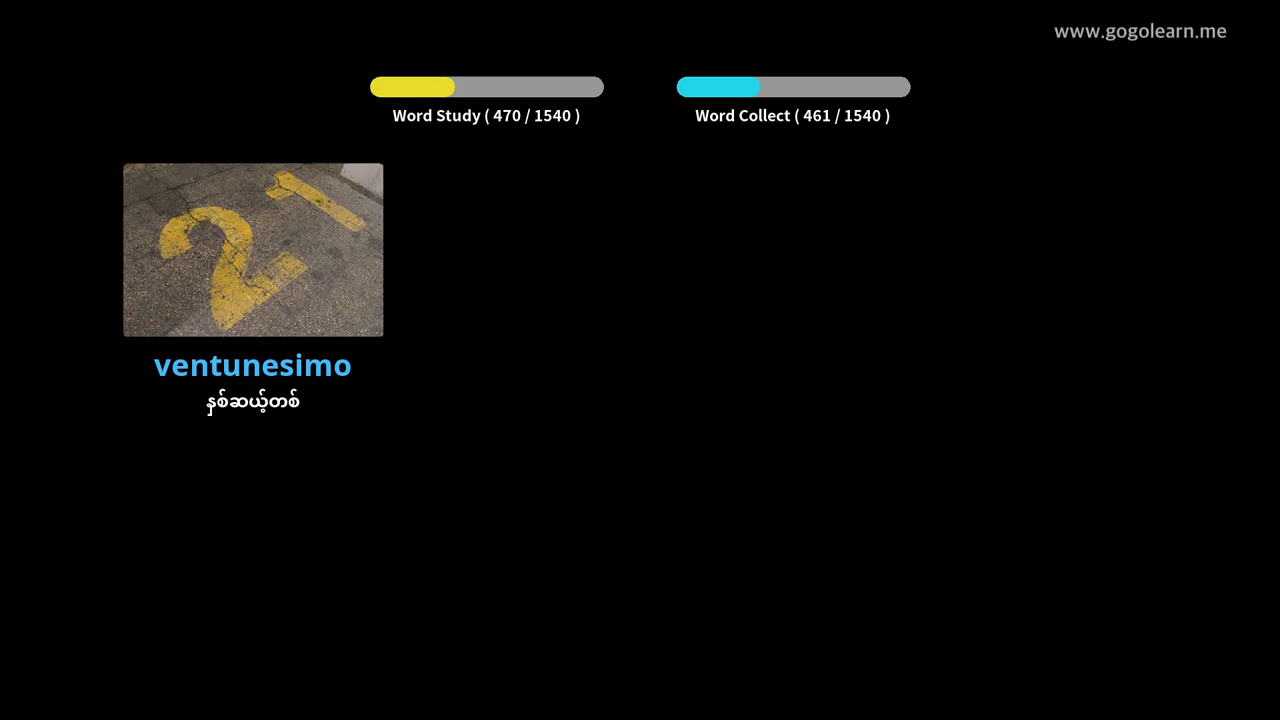 www.gogolearn.me
Word Study ( 470 / 1540 )
Word Collect ( 461 / 1540 )
21
ventunesimo
နှစ်ဆယ့်တစ်